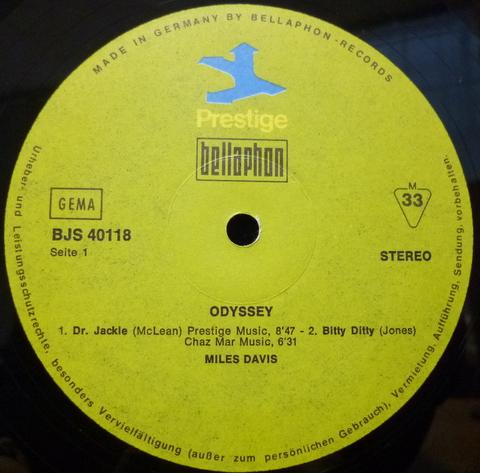 MADE IN GERMANY BY BELLAPHON-RECORDS
Prestige
bellaphon
GEMA
M
33
BJS 40118
Seite 1
STEREO
ODYSSEY
1. Dr. Jackle (McLean) Prestige Music, 8'47 - 2. Bitty Ditty (Jones)
Chaz Mar Music, 6'31
MILES DAVIS
Urheber- und Leistungsschutzrechte, besonders Vervielfältigung (außer zum persönlichen Gebrauch), Vermietung, Aufführung, Sendung, vorbehalten.